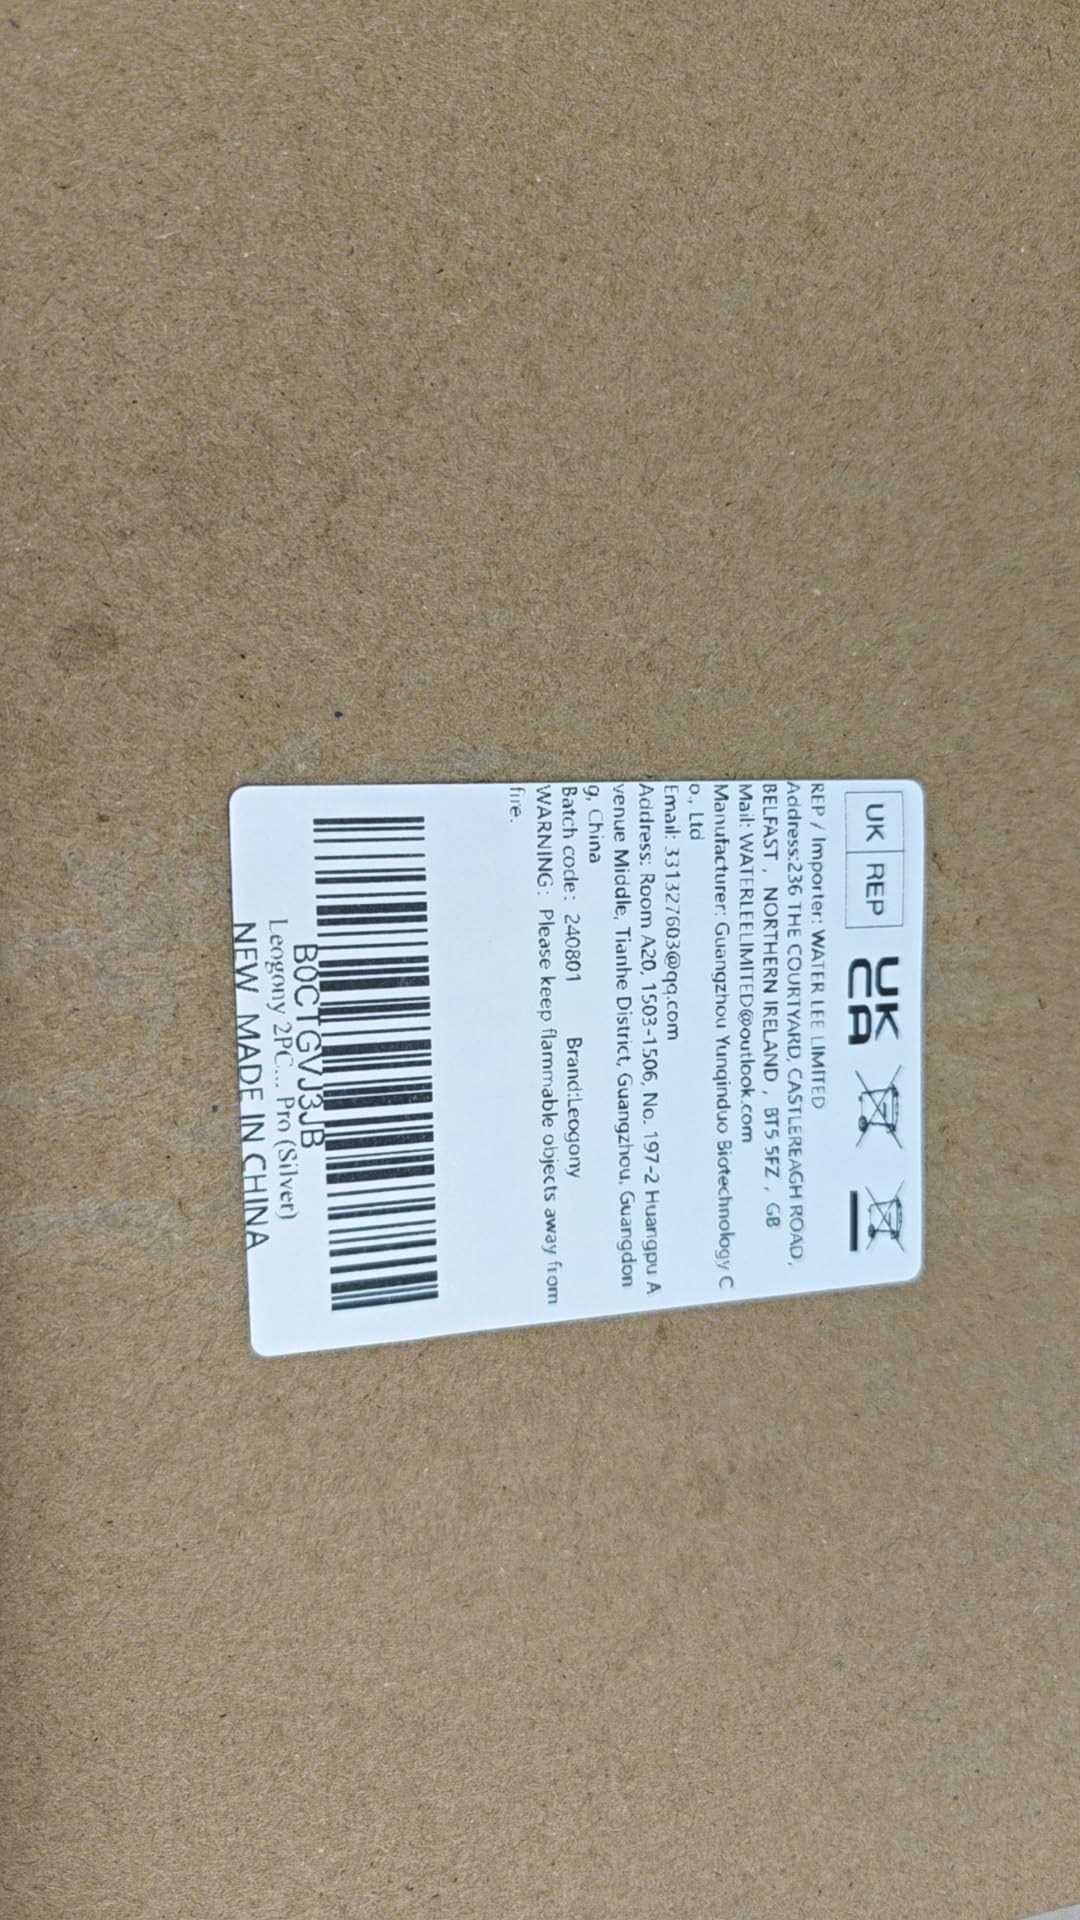 UK REP
UK
CA
REP / Importer: WATER LEE LIMITED
Address:236 THE COURTYARD, CASTLEREAGH ROAD,
BELFAST , NORTHERN IRELAND , BT5 5FZ , GB
Mail: WATERLEELIMITED@outlook.com
Manufacturer: Guangzhou Yunqinduo Biotechnology C
o., Ltd
Email: 331327603@qq.com
Address: Room A20, 1503-1506, No. 197-2 Huangpu A
venue Middle, Tianhe District, Guangzhou, Guangdon
g, China
Batch code: 240801 Brand:Leogony
WARNING: Please keep flammable objects away from
fire.
B0CTGVJ3JB
Leogony 2PC... Pro (Silver)
NEW MADE IN CHINA